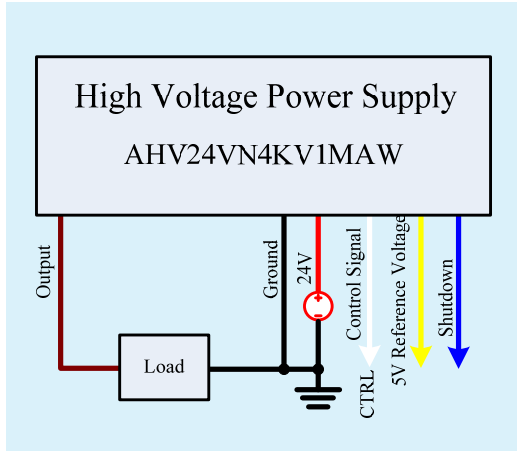 High Voltage Power Supply
AHV24VN4KV1MAW
Output
Ground
24V
Control Signal
CTRL
5V Reference Voltage
Shutdown
Load